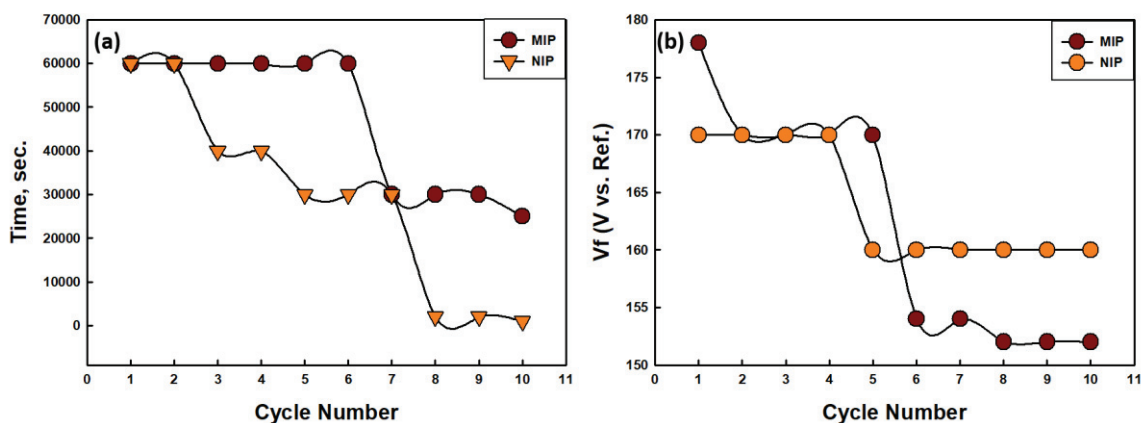 (a)
MIP
NIP
70000
60000
50000
40000
30000
20000
10000
0
Time, sec.
0 1 2 3 4 5 6 7 8 9 10 11
Cycle Number
(b)
MIP
NIP
180
175
170
165
160
155
150
Vf (V vs. Ref.)
0 1 2 3 4 5 6 7 8 9 10 11
Cycle Number